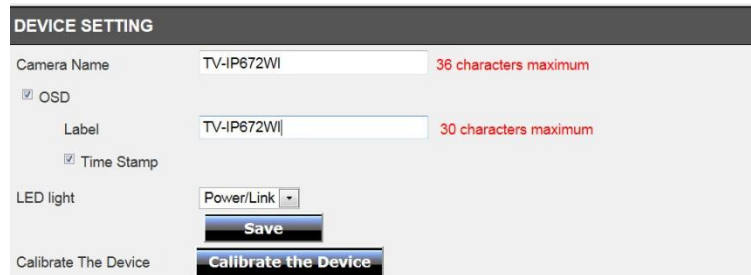 DEVICE SETTING
Camera Name TV-IP672WI 36 characters maximum
OSD
Label TV-IP672WI 30 characters maximum
Time Stamp
LED light Power/Link
Save
Calibrate The Device Calibrate the Device